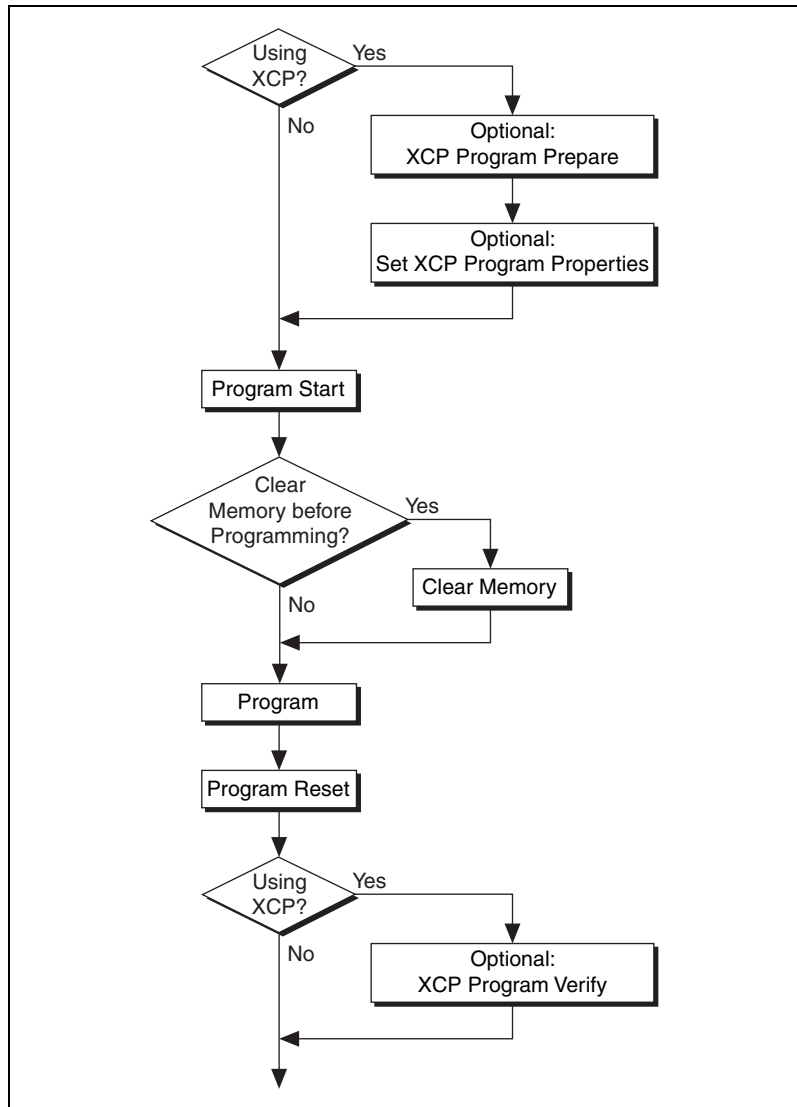 Using
XCP?
Yes
No
Optional:
XCP Program Prepare
Optional:
Set XCP Program Properties
Program Start
Clear
Memory before
Programming?
Yes
No
Clear Memory
Program
Program Reset
Using
XCP?
Yes
No
Optional:
XCP Program Verify